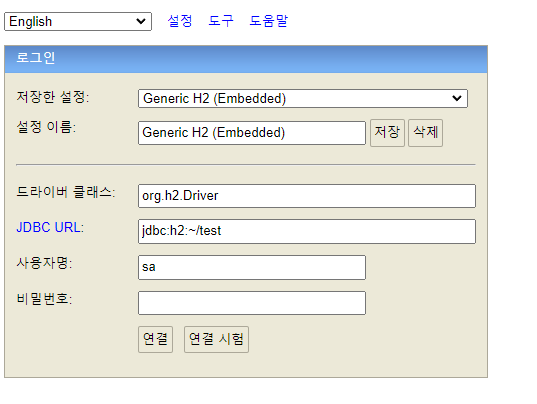 English 설정 도구 도움말
로그인
저장한 설정: Generic H2 (Embedded)
설정 이름: Generic H2 (Embedded) 저장 삭제
드라이버 클래스: org.h2.Driver
JDBC URL: jdbc:h2:~/test
사용자명: sa
비밀번호:
연결 연결 시험